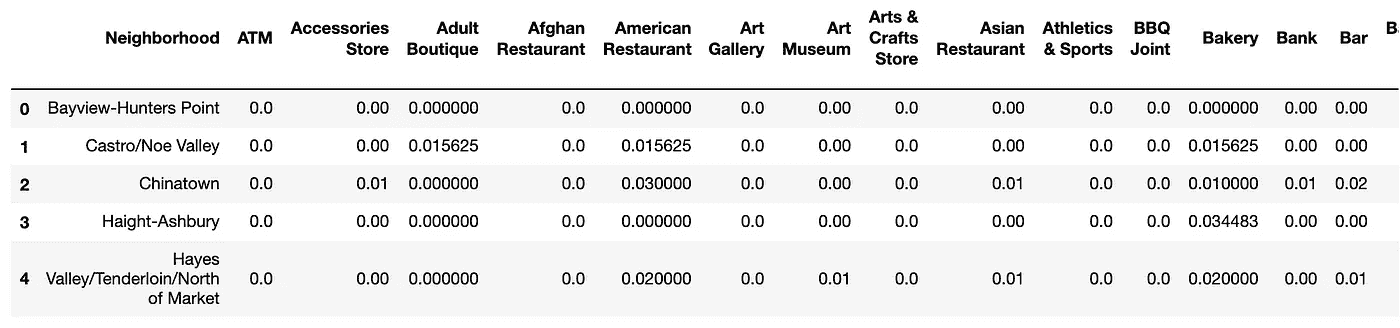 Neighborhood ATM Accessories Store Adult Boutique Afghan Restaurant American Restaurant Art Gallery Art Museum Arts & Crafts Store Asian Restaurant Athletics & Sports BBQ Joint Bakery Bank Bar
0 Bayview-Hunters Point 0.0 0.00 0.000000 0.0 0.000000 0.0 0.00 0.0 0.00 0.0 0.0 0.000000 0.00 0.00
1 Castro/Noe Valley 0.0 0.00 0.015625 0.0 0.015625 0.0 0.00 0.0 0.00 0.0 0.0 0.015625 0.00 0.00
2 Chinatown 0.0 0.01 0.000000 0.0 0.030000 0.0 0.00 0.0 0.01 0.0 0.0 0.010000 0.01 0.02
3 Haight-Ashbury 0.0 0.00 0.000000 0.0 0.000000 0.0 0.00 0.0 0.00 0.0 0.0 0.034483 0.00 0.00
4 Hayes Valley/Tenderloin/North of Market 0.0 0.00 0.000000 0.0 0.020000 0.0 0.01 0.0 0.01 0.0 0.0 0.020000 0.00 0.01